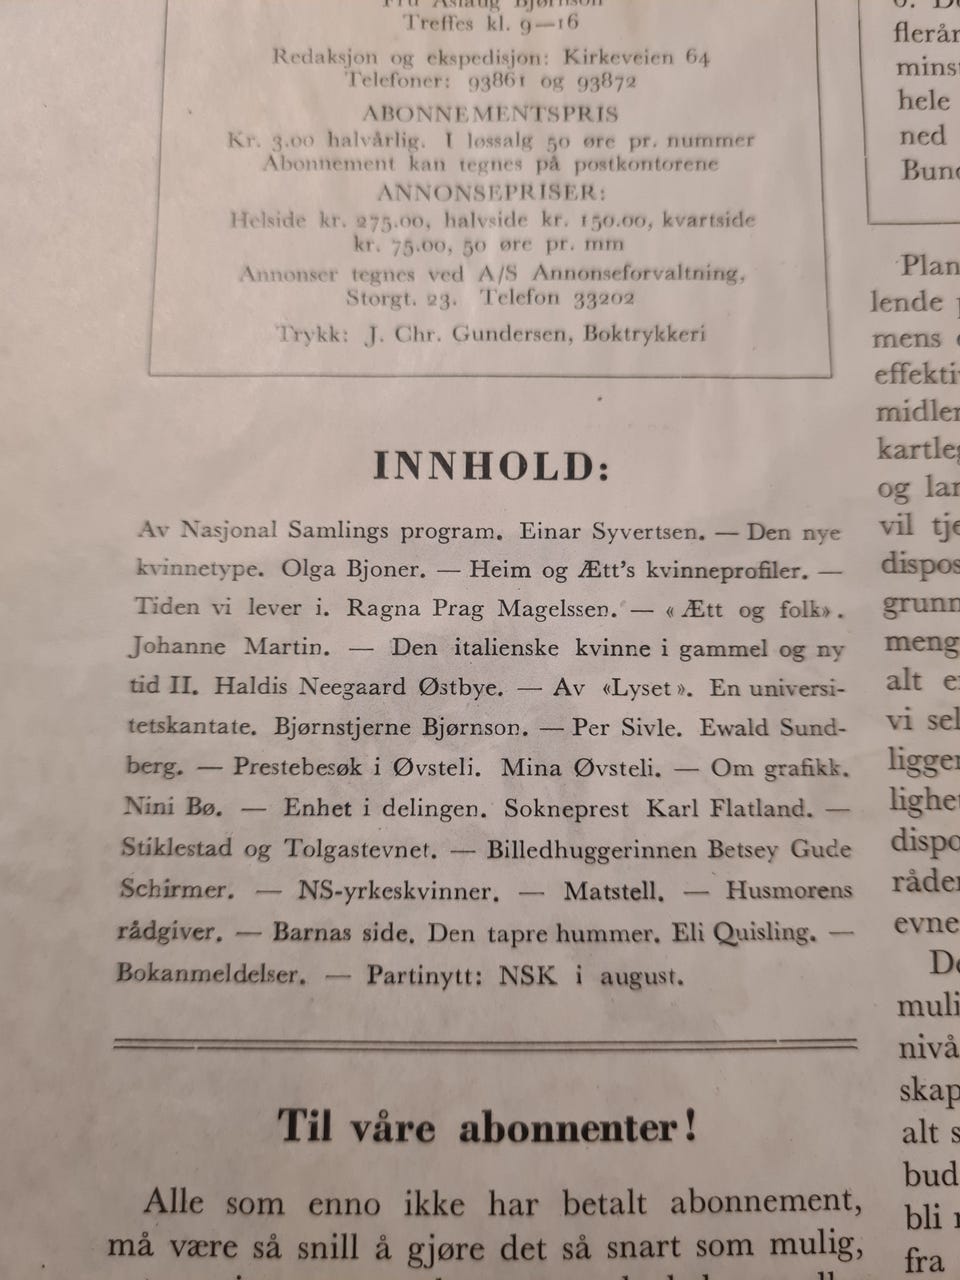 Fru Aslaug Bjørnson
Treffes kl. 9—16
Redaksjon og ekspedisjon: Kirkeveien 64
Telefoner: 93861 og 93872
ABONNEMENTSPRIS
Kr. 3.00 halvårlig. I løssalg 50 øre pr. nummer
Abonnement kan tegnes på postkontorene
ANNONSEPRISER:
Helside kr. 275.00, halvside kr. 150.00, kvartside
kr. 75.00, 50 øre pr. mm
Annonser tegnes ved A/S Annonseforvaltning,
Storgt. 23. Telefon 33202
Trykk: J. Chr. Gundersen, Boktrykkeri
INNHOLD:
Av Nasjonal Samlings program. Einar Syvertsen. — Den nye
kvinnetype. Olga Bjoner. — Heim og Ætt's kvinneprofiler. —
Tiden vi lever i. Ragna Prag Magelssen. — « Ætt og folk».
Johanne Martin. — Den italienske kvinne i gammel og ny
tid II. Haldis Neegaard Østbye. — Av «Lyset». En universi-
tetskantate. Bjørnstjerne Bjørnson. — Per Sivle. Ewald Sund-
berg. — Prestebesøk i Øvsteli. Mina Øvsteli. — Om grafikk.
Nini Bø. — Enhet i delingen. Sokneprest Karl Flatland. —
Stiklestad og Tolgastevnet. — Billedhuggerinnen Betsey Gude
Schirmer. — NS-yrkeskvinner. — Matstell. — Husmorens
rådgiver. — Barnas side. Den tapre hummer. Eli Quisling. —
Bokanmeldelser. — Partinytt: NSK i august.
Til våre abonnenter!
Alle som enno ikke har betalt abonnement,
må være så snill å gjøre det så snart som mulig,
flerår
mins
hele
ned
Bund
Plan
lende
mens
effekti
midler
kartleg
og lan
vil tje
dispos
grunn
meng
alt e
vi sel
ligger
lighet
dispo
råder
evne
De
muli
nivå
skap
alt s
bud
bli
fra